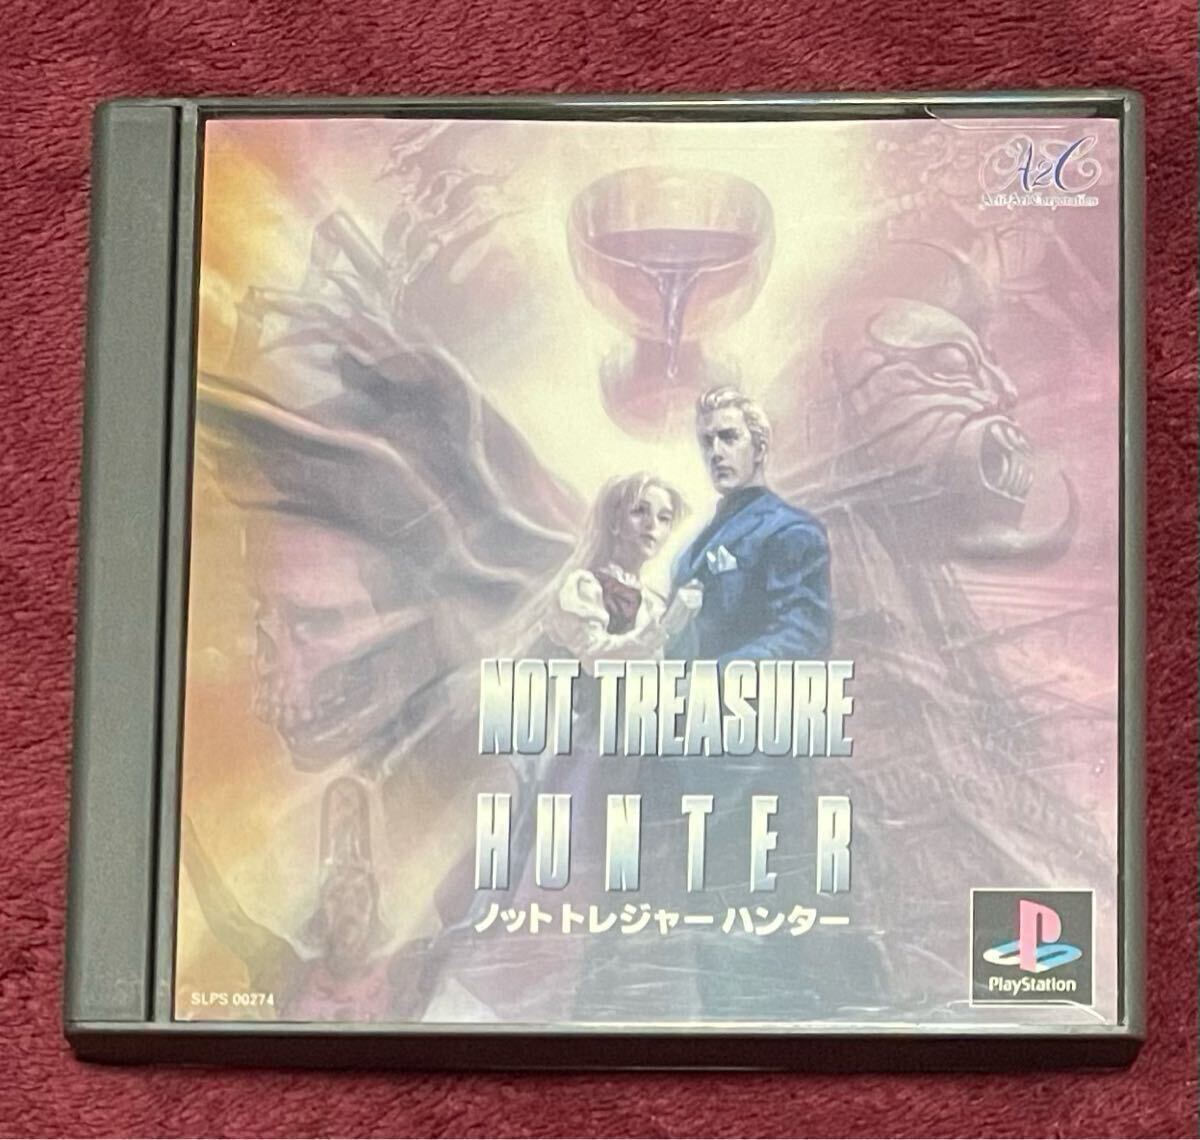 A2C
Arti Art Corporation
NOT TREASURE
HUNTER
ノット トレジャー ハンター
SLPS 00274
PlayStation